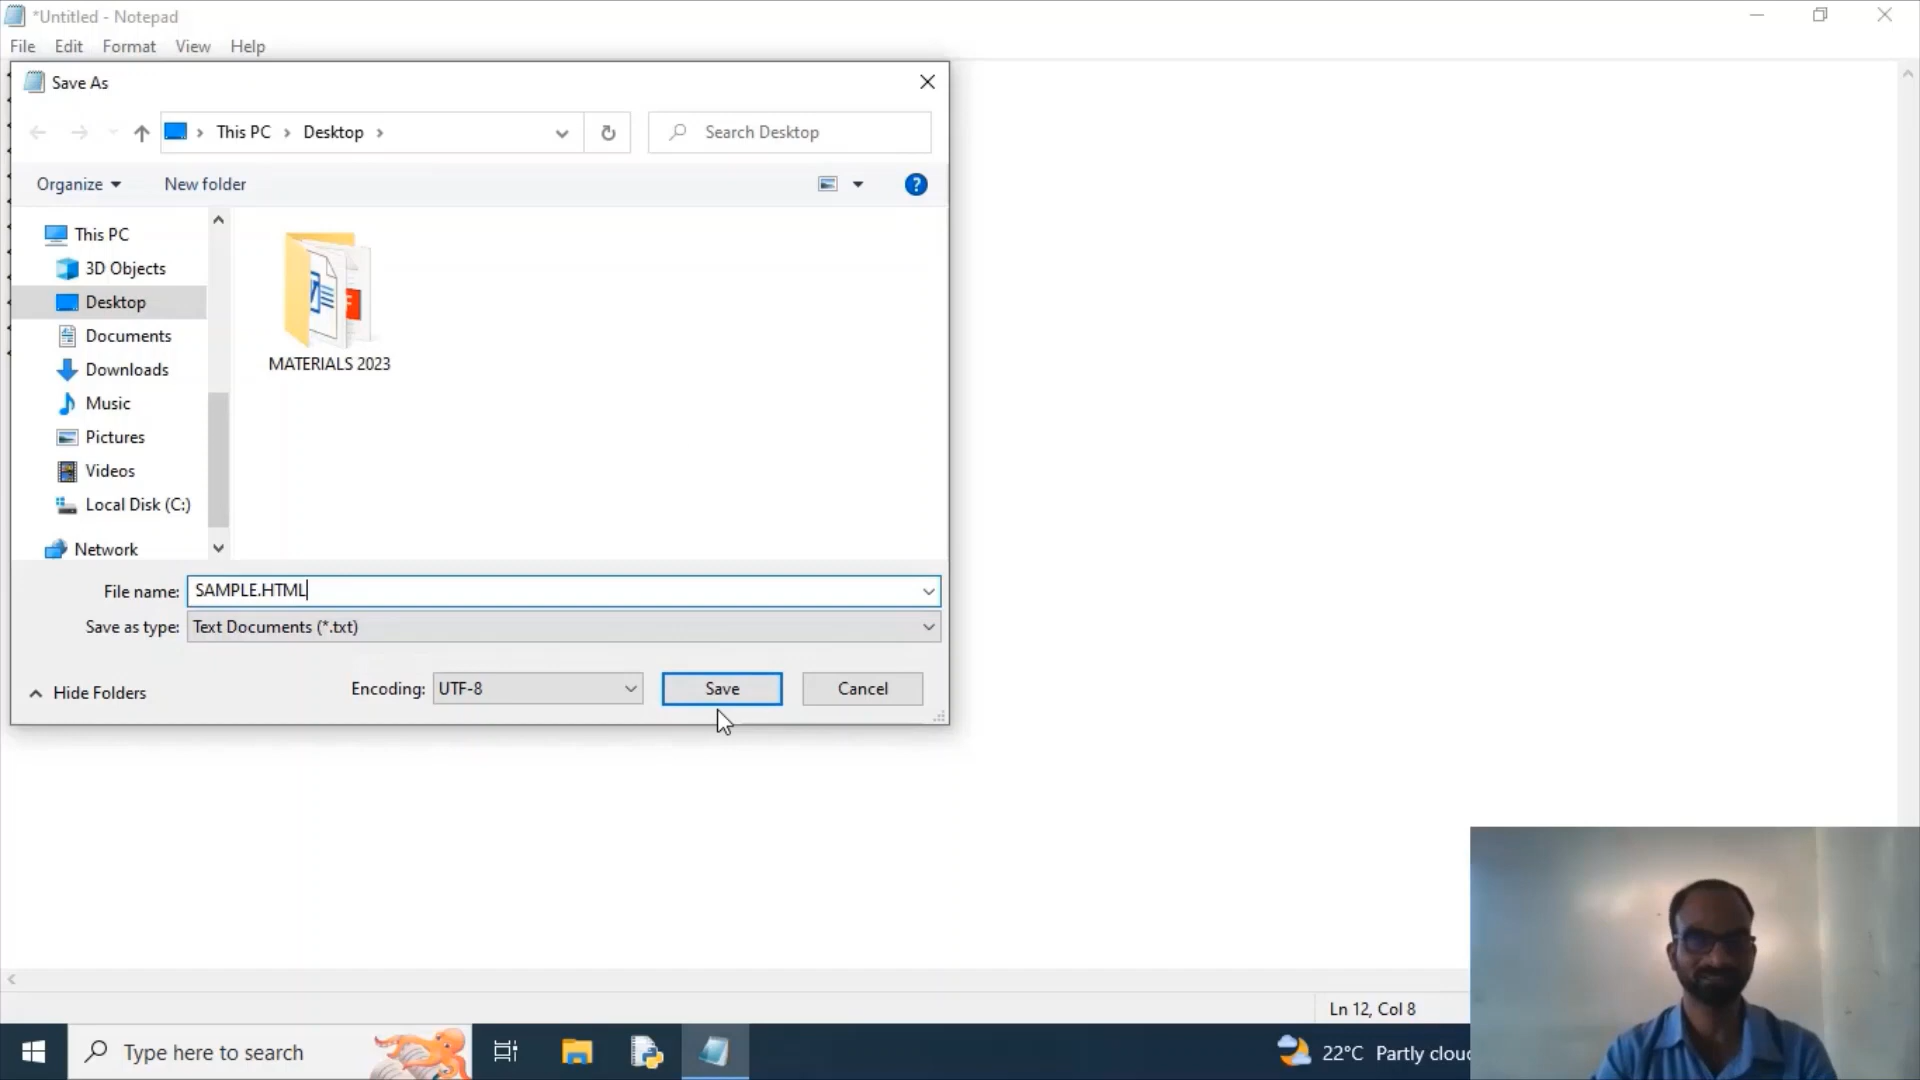 *Untitled - Notepad
File Edit Format View Help
Save As
This PC Desktop
Search Desktop
Organize New folder
This PC
3D Objects
Desktop
Documents
Downloads
Music
Pictures
Videos
Local Disk (C:)
Network
MATERIALS 2023
File name: SAMPLE.HTML
Save as type: Text Documents (*.txt)
Hide Folders Encoding: UTF-8 Save Cancel
Ln 12, Col 8
Type here to search 22°C Partly